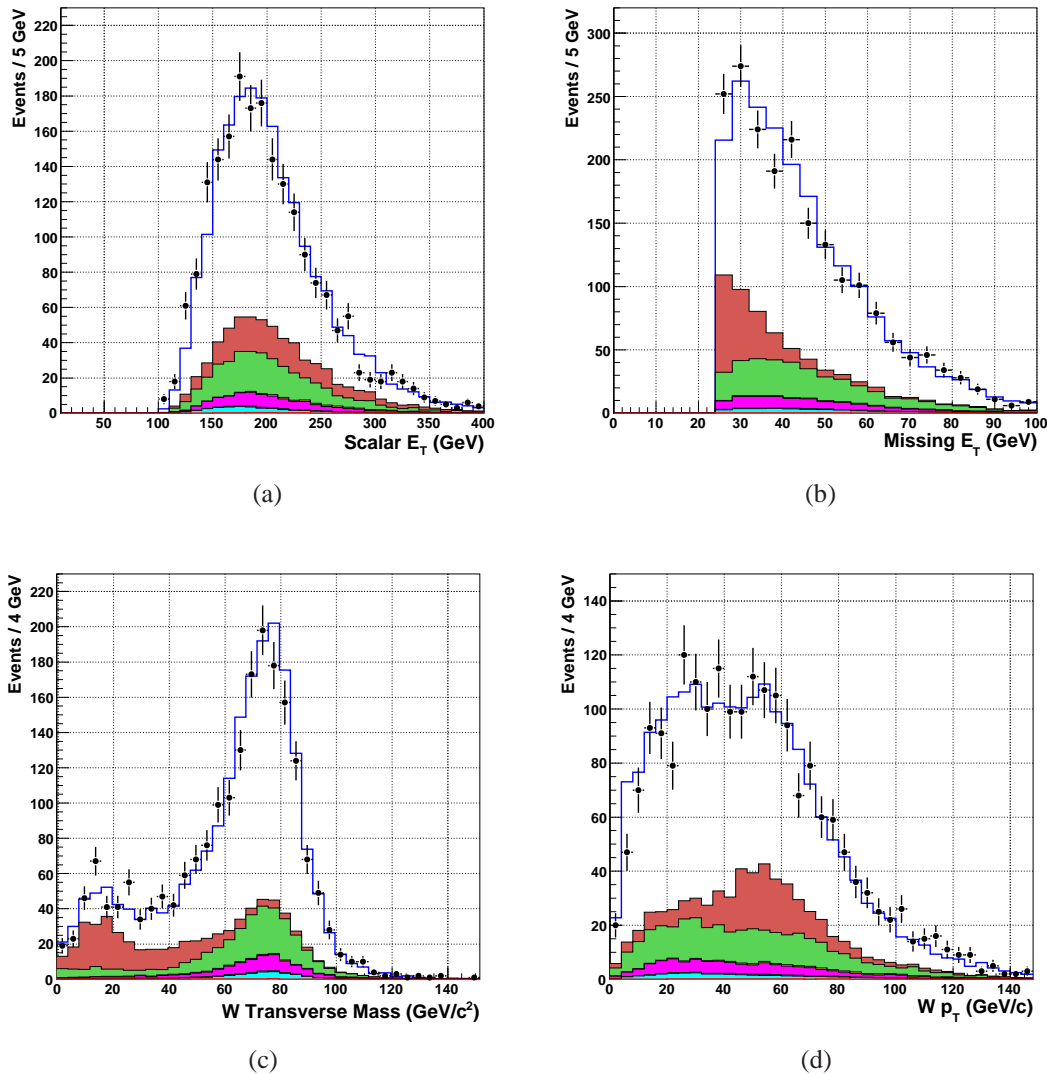 Events / 5 GeV
220
200
180
160
140
120
100
80
60
40
20
0
50 100 150 200 250 300 350 400
Scalar E_T (GeV)
(a)
Events / 5 GeV
300
250
200
150
100
50
0
0 10 20 30 40 50 60 70 80 90 100
Missing E_T (GeV)
(b)
Events / 4 GeV
220
200
180
160
140
120
100
80
60
40
20
0
0 20 40 60 80 100 120 140
W Transverse Mass (GeV/c²)
(c)
Events / 4 GeV
140
120
100
80
60
40
20
0
0 20 40 60 80 100 120 140
W p_T (GeV/c)
(d)